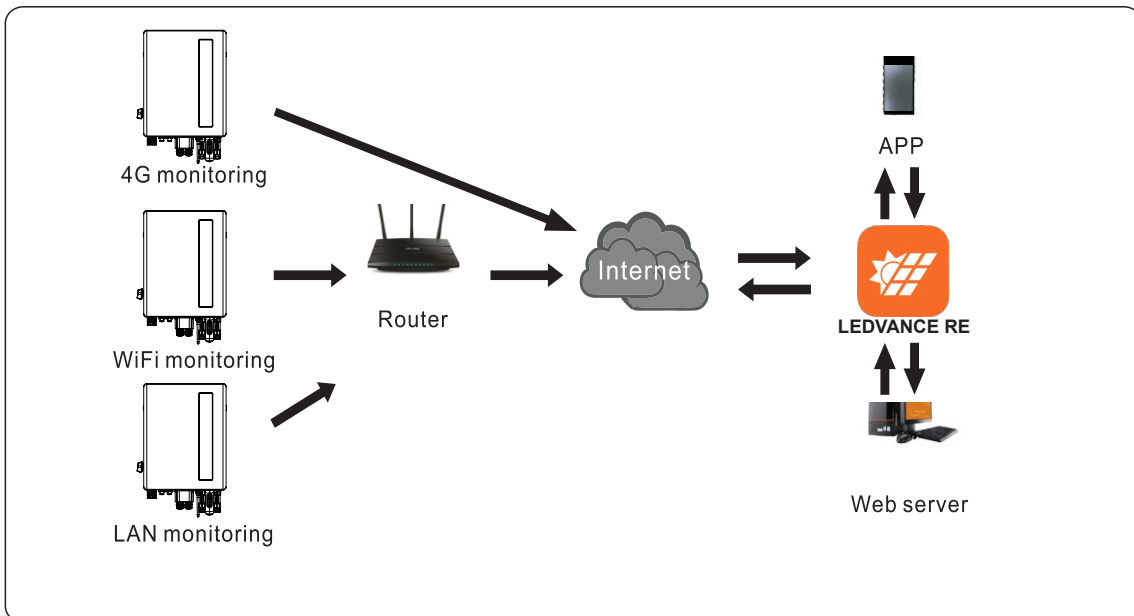 4G monitoring
WiFi monitoring
LAN monitoring
Router
Internet
APP
LEDVANCE RE
Web server